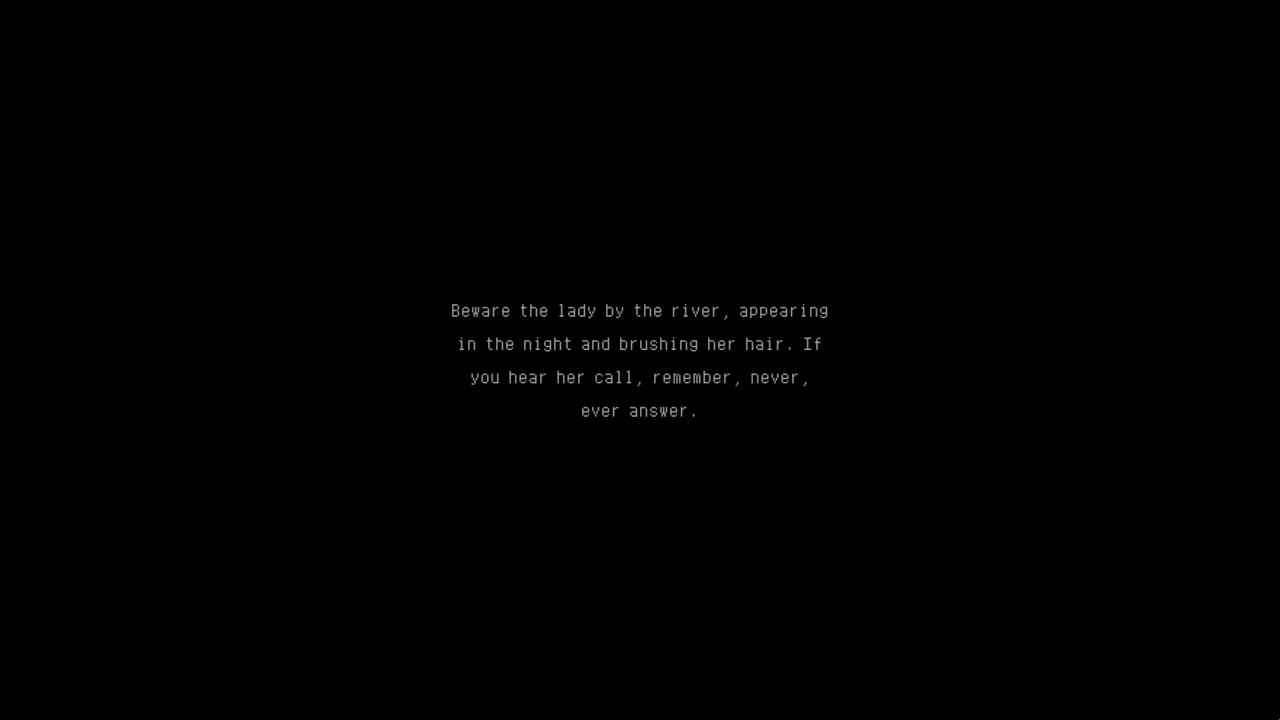 Beware the lady by the river, appearing
in the night and brushing her hair. If
you hear her call, remember, never,
ever answer.